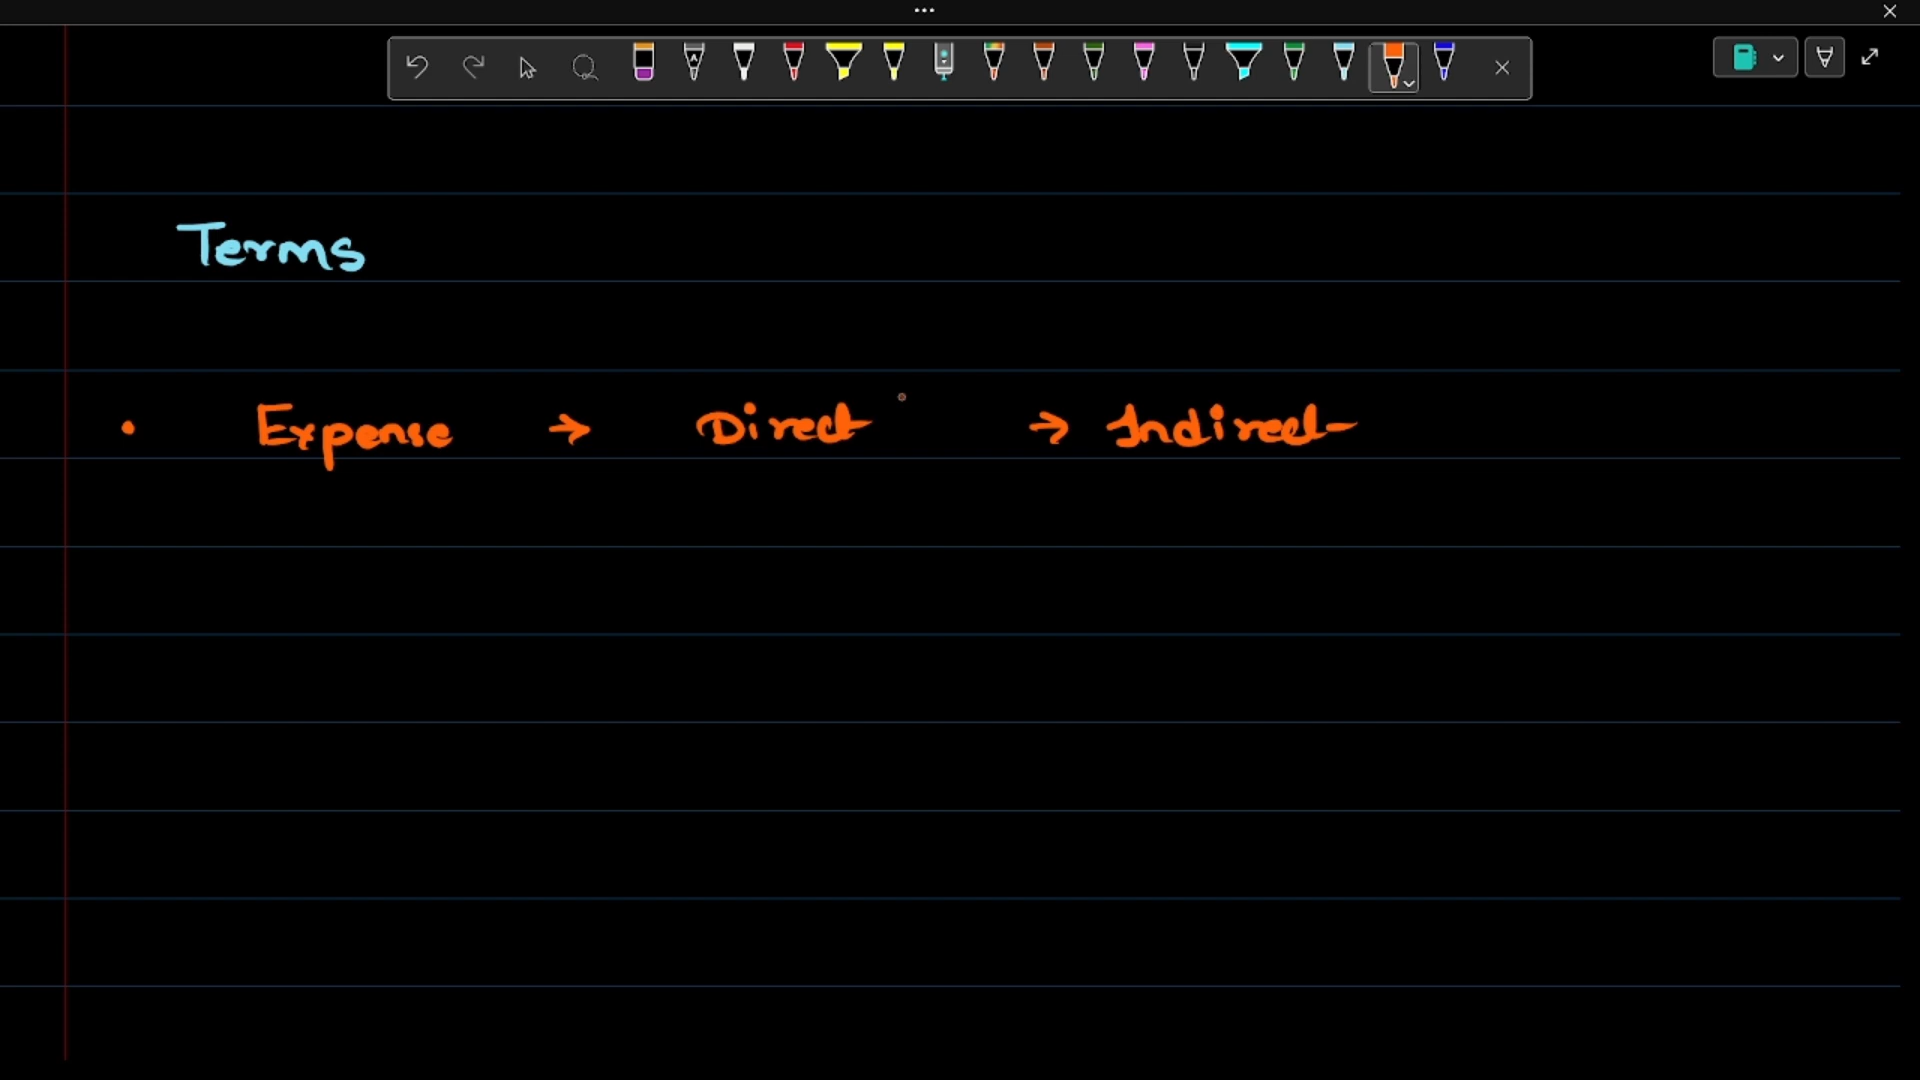 Terms
• Expense → Direct → Indirect